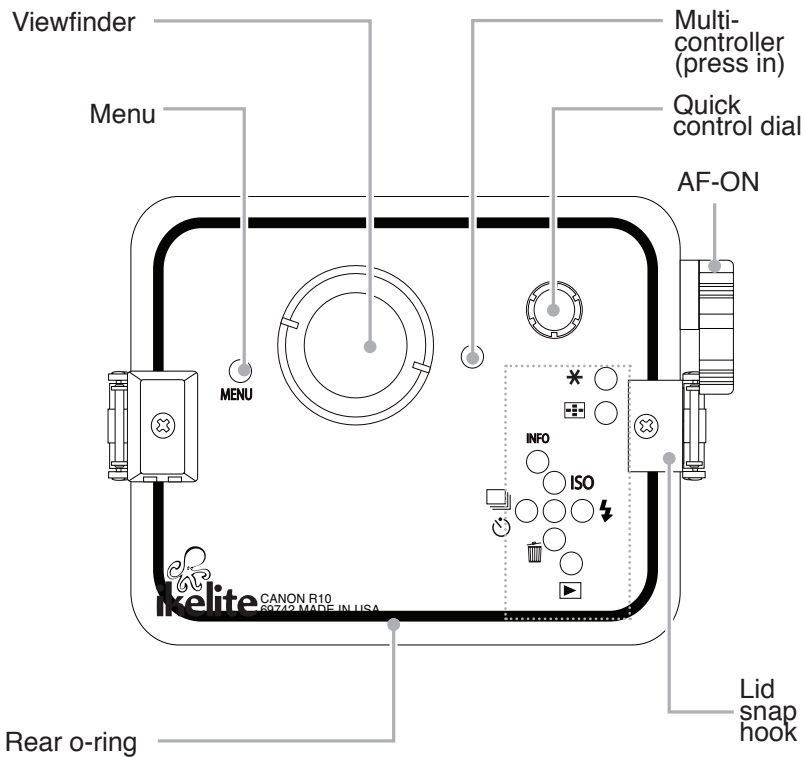 Viewfinder
Multi-
controller
(press in)
Menu
Quick
control dial
AF-ON
MENU
INFO
ISO
ikelite
CANON R10
69742 MADE IN USA
Lid
snap
hook
Rear o-ring